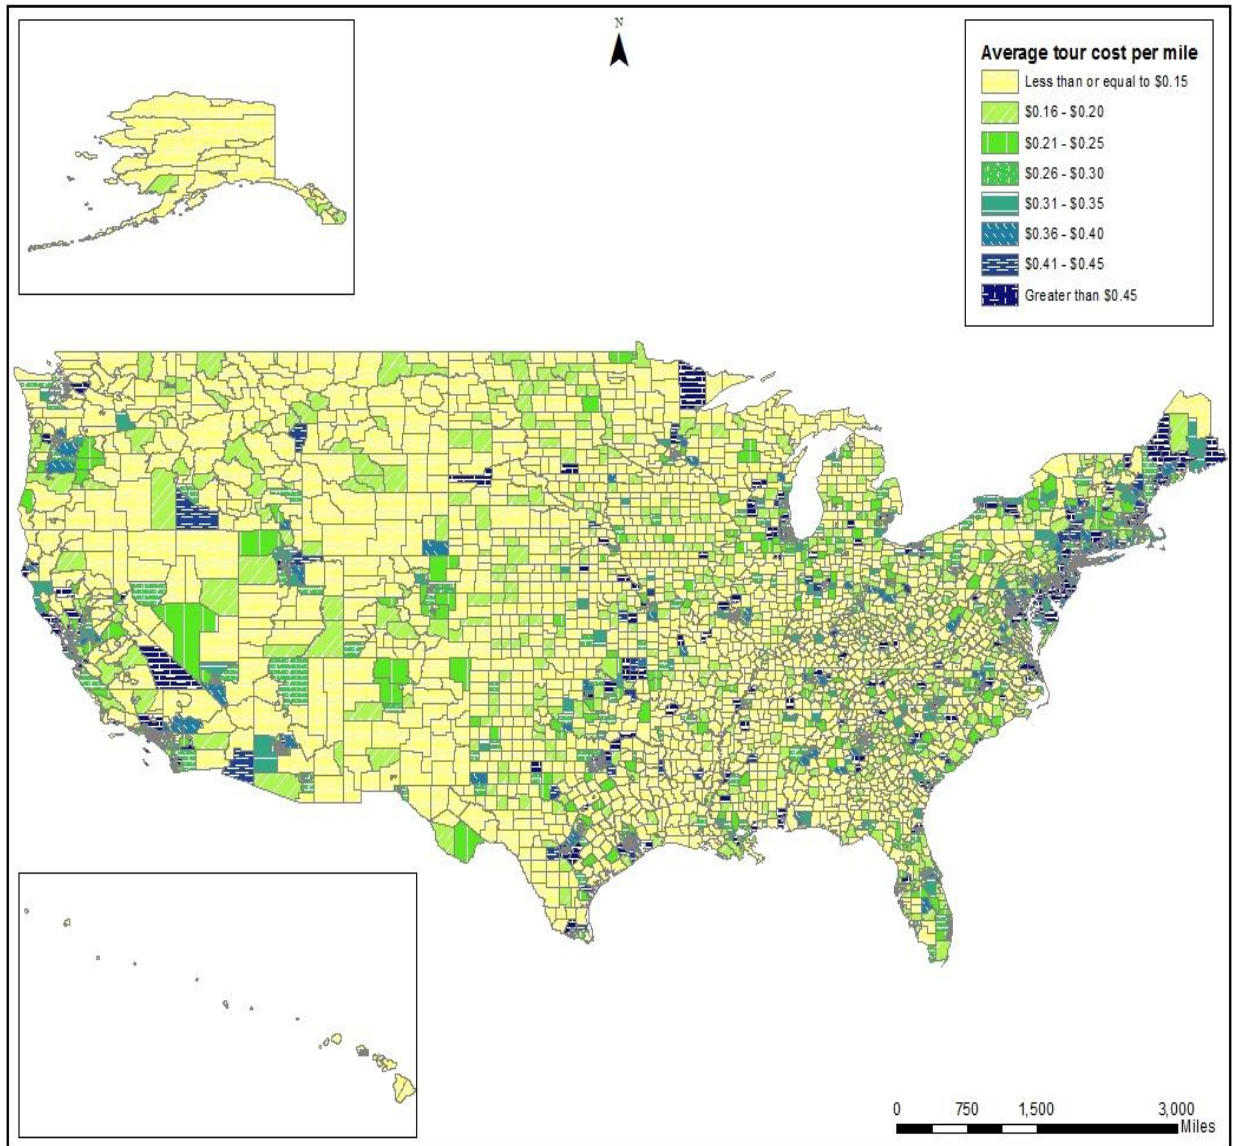 N
Average tour cost per mile
Less than or equal to $0.15
$0.16 - $0.20
$0.21 - $0.25
$0.26 - $0.30
$0.31 - $0.35
$0.36 - $0.40
$0.41 - $0.45
Greater than $0.45
0 750 1,500 3,000
Miles